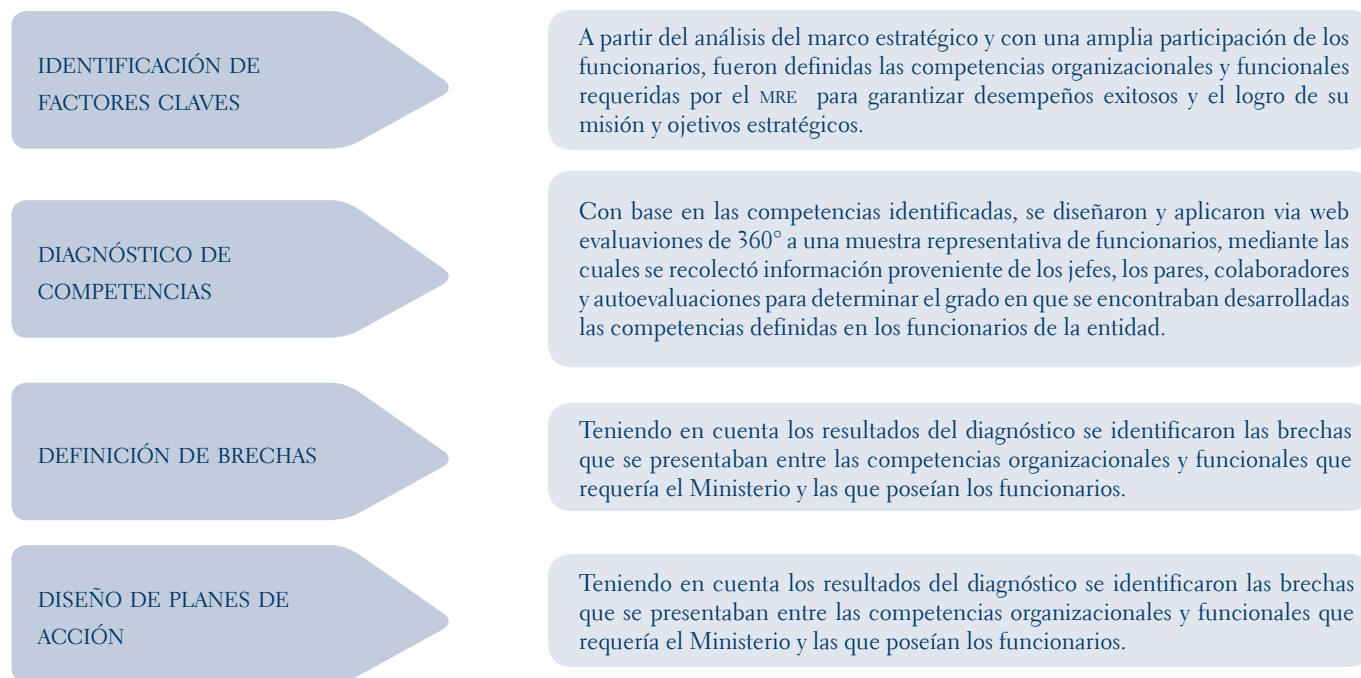 IDENTIFICACIÓN DE
FACTORES CLAVES
A partir del análisis del marco estratégico y con una amplia participación de los
funcionarios, fueron definidas las competencias organizacionales y funcionales
requeridas por el MRE para garantizar desempeños exitosos y el logro de su
misión y ojetivos estratégicos.
DIAGNÓSTICO DE
COMPETENCIAS
Con base en las competencias identificadas, se diseñaron y aplicaron via web
evaluaviones de 360° a una muestra representativa de funcionarios, mediante las
cuales se recolectó información proveniente de los jefes, los pares, colaboradores
y autoevaluaciones para determinar el grado en que se encontraban desarrolladas
las competencias definidas en los funcionarios de la entidad.
DEFINICIÓN DE BRECHAS
Teniendo en cuenta los resultados del diagnóstico se identificaron las brechas
que se presentaban entre las competencias organizacionales y funcionales que
requería el Ministerio y las que poseían los funcionarios.
DISEÑO DE PLANES DE
ACCIÓN
Teniendo en cuenta los resultados del diagnóstico se identificaron las brechas
que se presentaban entre las competencias organizacionales y funcionales que
requería el Ministerio y las que poseían los funcionarios.